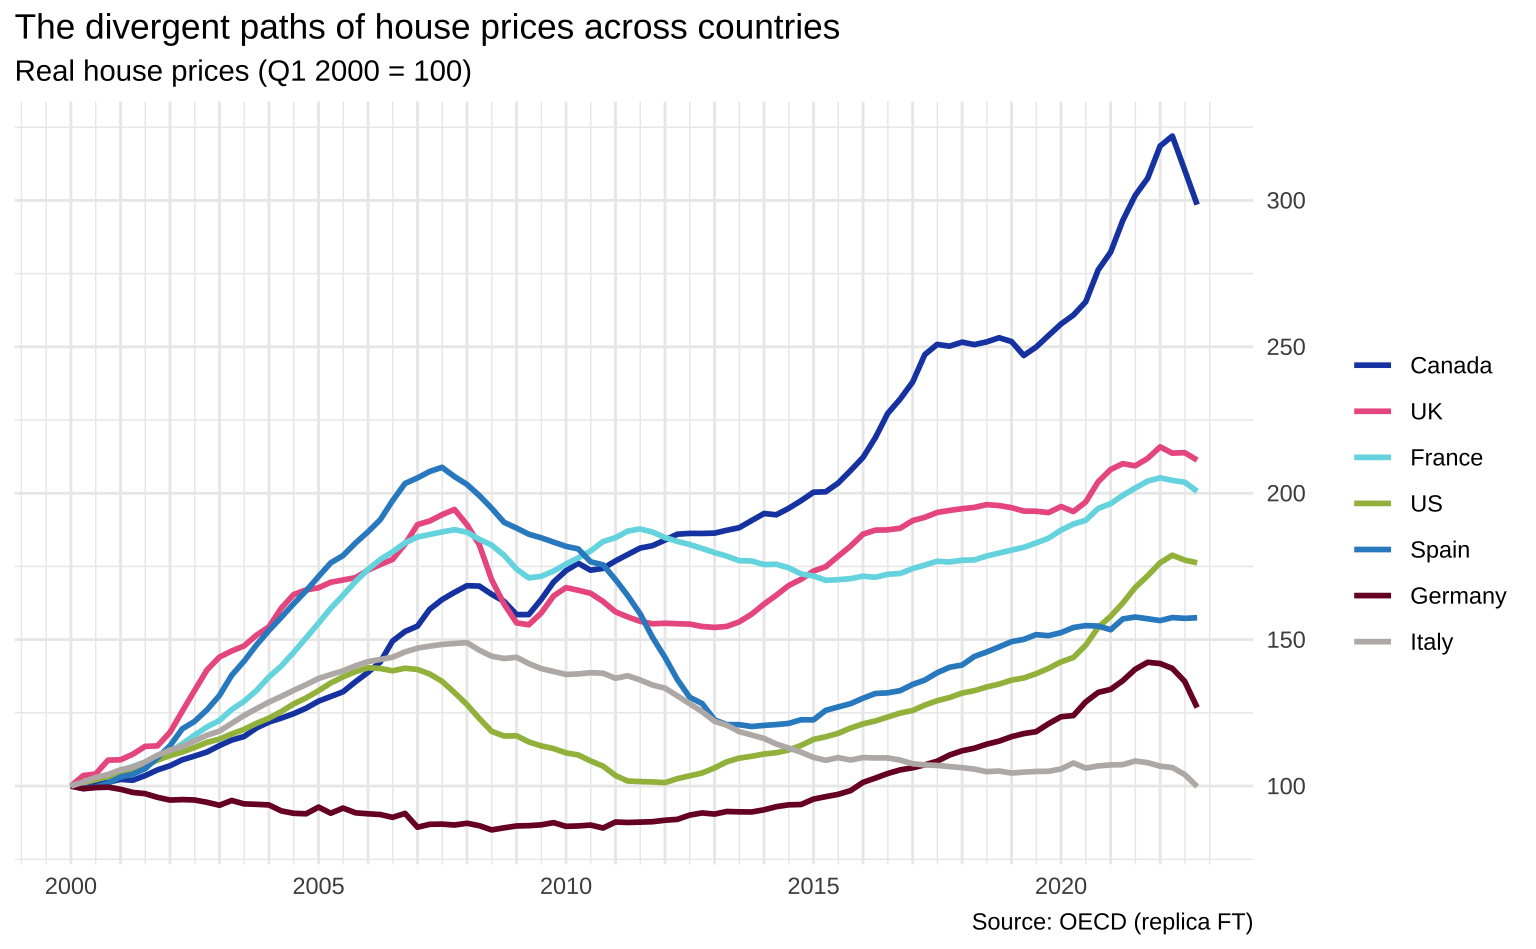 The divergent paths of house prices across countries
Real house prices (Q1 2000 = 100)
300
250
200
150
100
Canada
UK
France
US
Spain
Germany
Italy
2000 2005 2010 2015 2020
Source: OECD (replica FT)